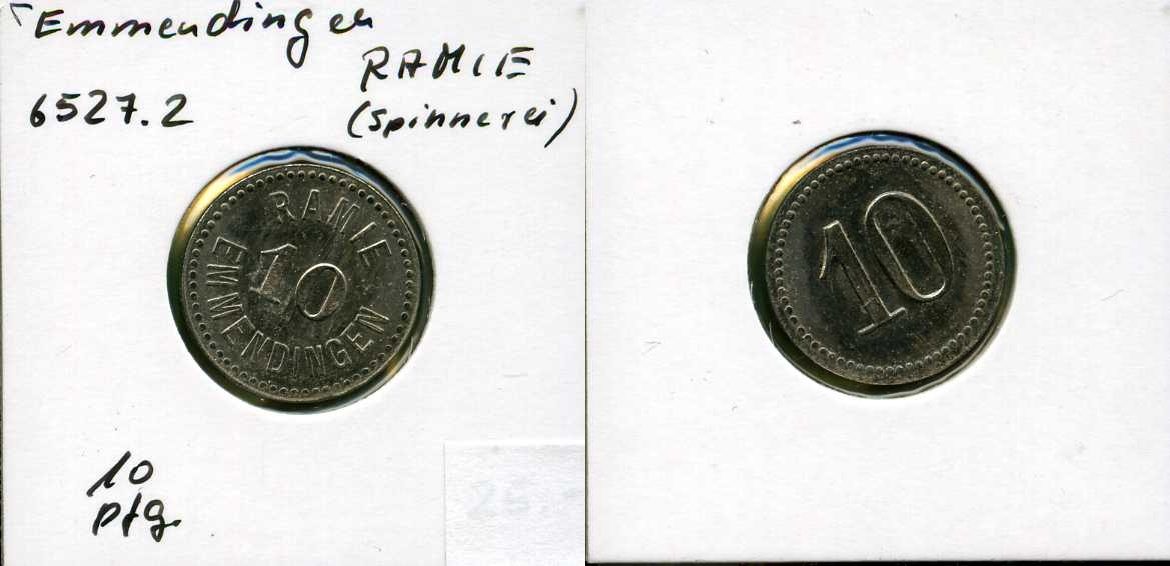 Emmendingen
RAMIE
6527.2
(Spinnerei)
RAMIE
10
EMMENDINGEN
10
pfg.
10